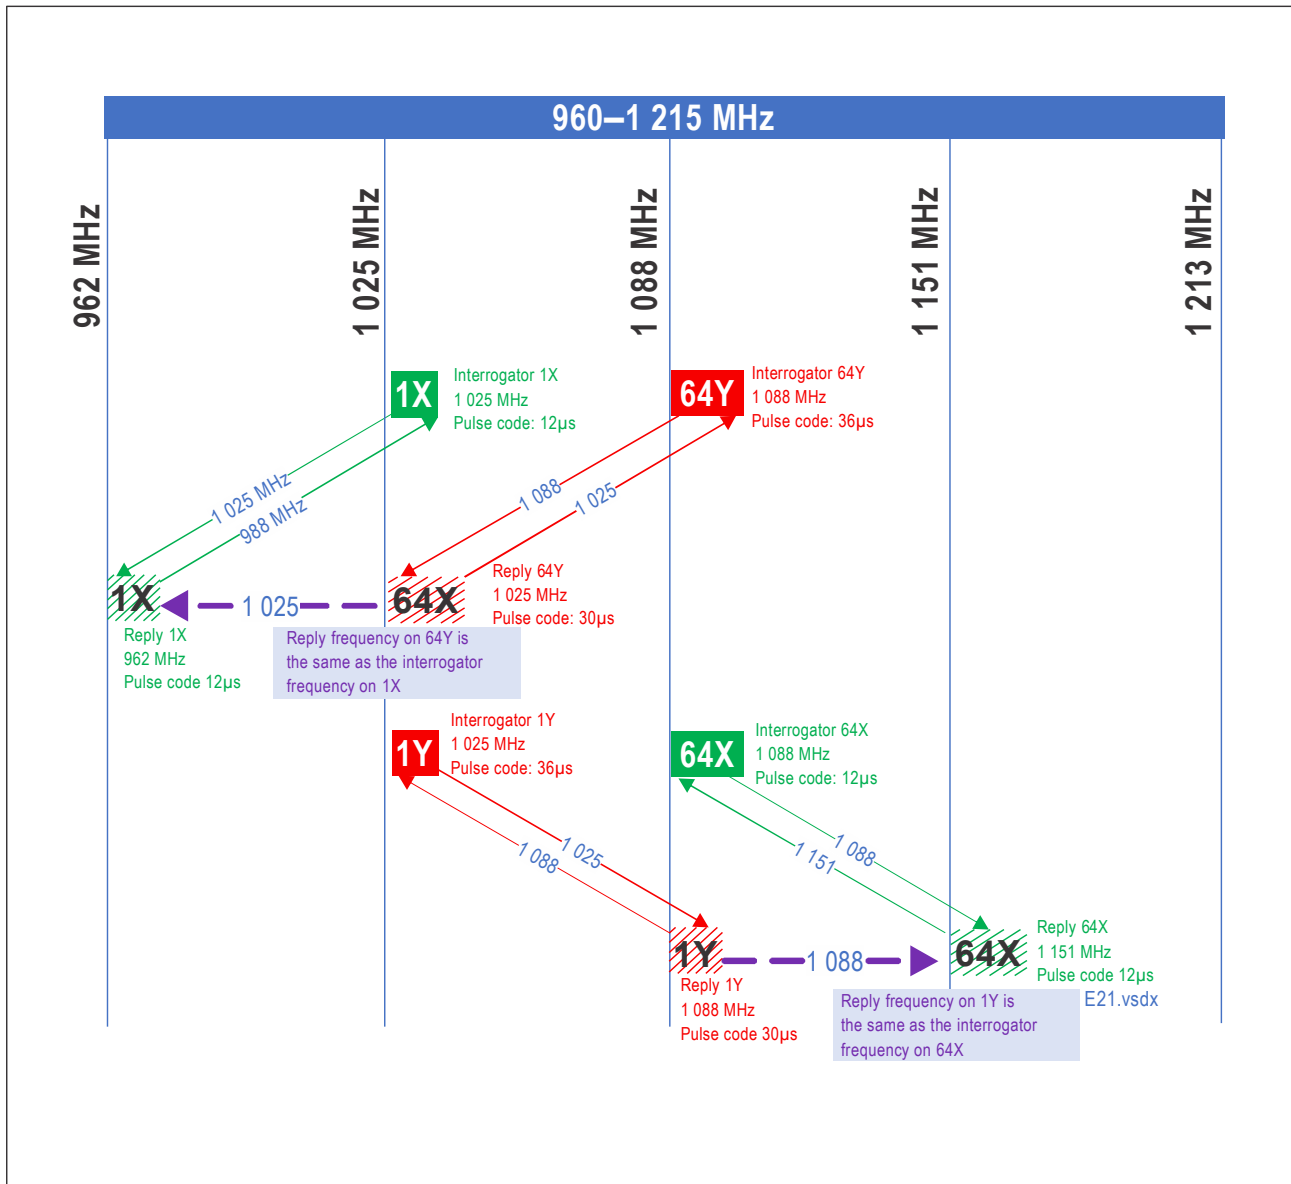 960–1 215 MHz
962 MHz
1 025 MHz
1 088 MHz
1 151 MHz
1 213 MHz
1X
Interrogator 1X
1 025 MHz
Pulse code: 12µs
64Y
Interrogator 64Y
1 088 MHz
Pulse code: 36µs
1 025 MHz
988 MHz
1 088
1 025
1X
1 025
64X
Reply 64Y
1 025 MHz
Pulse code: 30µs
Reply 1X
962 MHz
Pulse code 12µs
Reply frequency on 64Y is
the same as the interrogator
frequency on 1X
1Y
Interrogator 1Y
1 025 MHz
Pulse code: 36µs
64X
Interrogator 64X
1 088 MHz
Pulse code: 12µs
1 088
1 025
1 151
1 088
1Y
1 088
64X
Reply 64X
1 151 MHz
Pulse code 12µs
Reply 1Y
1 088 MHz
Pulse code 30µs
Reply frequency on 1Y is
the same as the interrogator
frequency on 64X
E21.vsdx